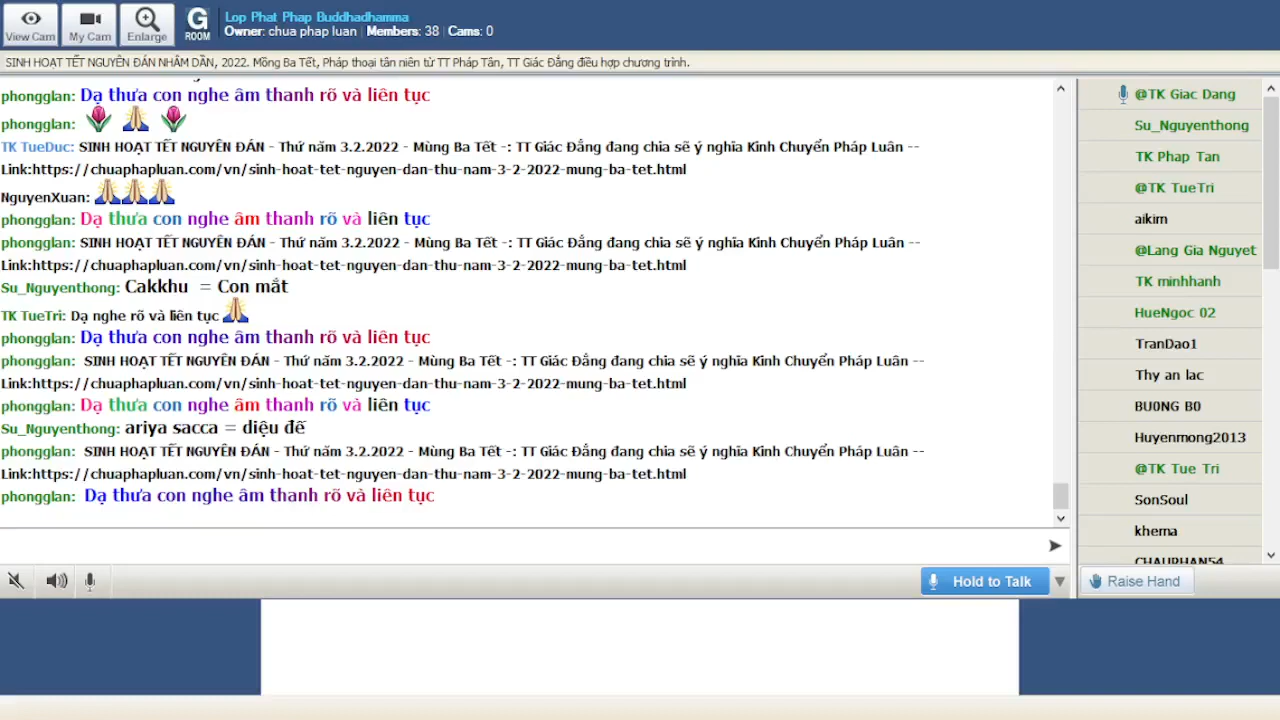 View Cam
My Cam
Enlarge
G
ROOM
Lop Phat Phap Buddhadhamma
Owner: chua phap luan | Members: 38 | Cams: 0
SINH HOẠT TẾT NGUYÊN ĐÁN NHÂM DẦN, 2022. Mồng Ba Tết, Pháp thoại tân niên từ TT Pháp Tân, TT Giác Đẳng điều hợp chương trình.
phongglan: Dạ thưa con nghe âm thanh rõ và liên tục
phongglan:
TK TueDuc: SINH HOẠT TẾT NGUYÊN ĐÁN - Thứ năm 3.2.2022 - Mùng Ba Tết -: TT Giác Đẳng đang chia sẽ ý nghĩa Kinh Chuyển Pháp Luân --
Link:https://chuaphapluan.com/vn/sinh-hoat-tet-nguyen-dan-thu-nam-3-2-2022-mung-ba-tet.html
NguyenXuan:
phongglan: Dạ thưa con nghe âm thanh rõ và liên tục
phongglan: SINH HOẠT TẾT NGUYÊN ĐÁN - Thứ năm 3.2.2022 - Mùng Ba Tết -: TT Giác Đẳng đang chia sẽ ý nghĩa Kinh Chuyển Pháp Luân --
Link:https://chuaphapluan.com/vn/sinh-hoat-tet-nguyen-dan-thu-nam-3-2-2022-mung-ba-tet.html
Su_Nguyenthong: Cakkhu = Con mắt
TK TueTri: Dạ nghe rõ và liên tục
phongglan: Dạ thưa con nghe âm thanh rõ và liên tục
phongglan: SINH HOẠT TẾT NGUYÊN ĐÁN - Thứ năm 3.2.2022 - Mùng Ba Tết -: TT Giác Đẳng đang chia sẽ ý nghĩa Kinh Chuyển Pháp Luân --
Link:https://chuaphapluan.com/vn/sinh-hoat-tet-nguyen-dan-thu-nam-3-2-2022-mung-ba-tet.html
phongglan: Dạ thưa con nghe âm thanh rõ và liên tục
Su_Nguyenthong: ariya sacca = diệu đế
phongglan: SINH HOẠT TẾT NGUYÊN ĐÁN - Thứ năm 3.2.2022 - Mùng Ba Tết -: TT Giác Đẳng đang chia sẽ ý nghĩa Kinh Chuyển Pháp Luân --
Link:https://chuaphapluan.com/vn/sinh-hoat-tet-nguyen-dan-thu-nam-3-2-2022-mung-ba-tet.html
phongglan: Dạ thưa con nghe âm thanh rõ và liên tục
@TK Giac Dang
Su_Nguyenthong
TK Phap Tan
@TK TueTri
aikim
@Lang Gia Nguyet
TK minhhanh
HueNgoc 02
TranDao1
Thy an lac
BU0NG B0
Huyenmong2013
@TK Tue Tri
SonSoul
khema
CHAUPHAN54
Hold to Talk
Raise Hand